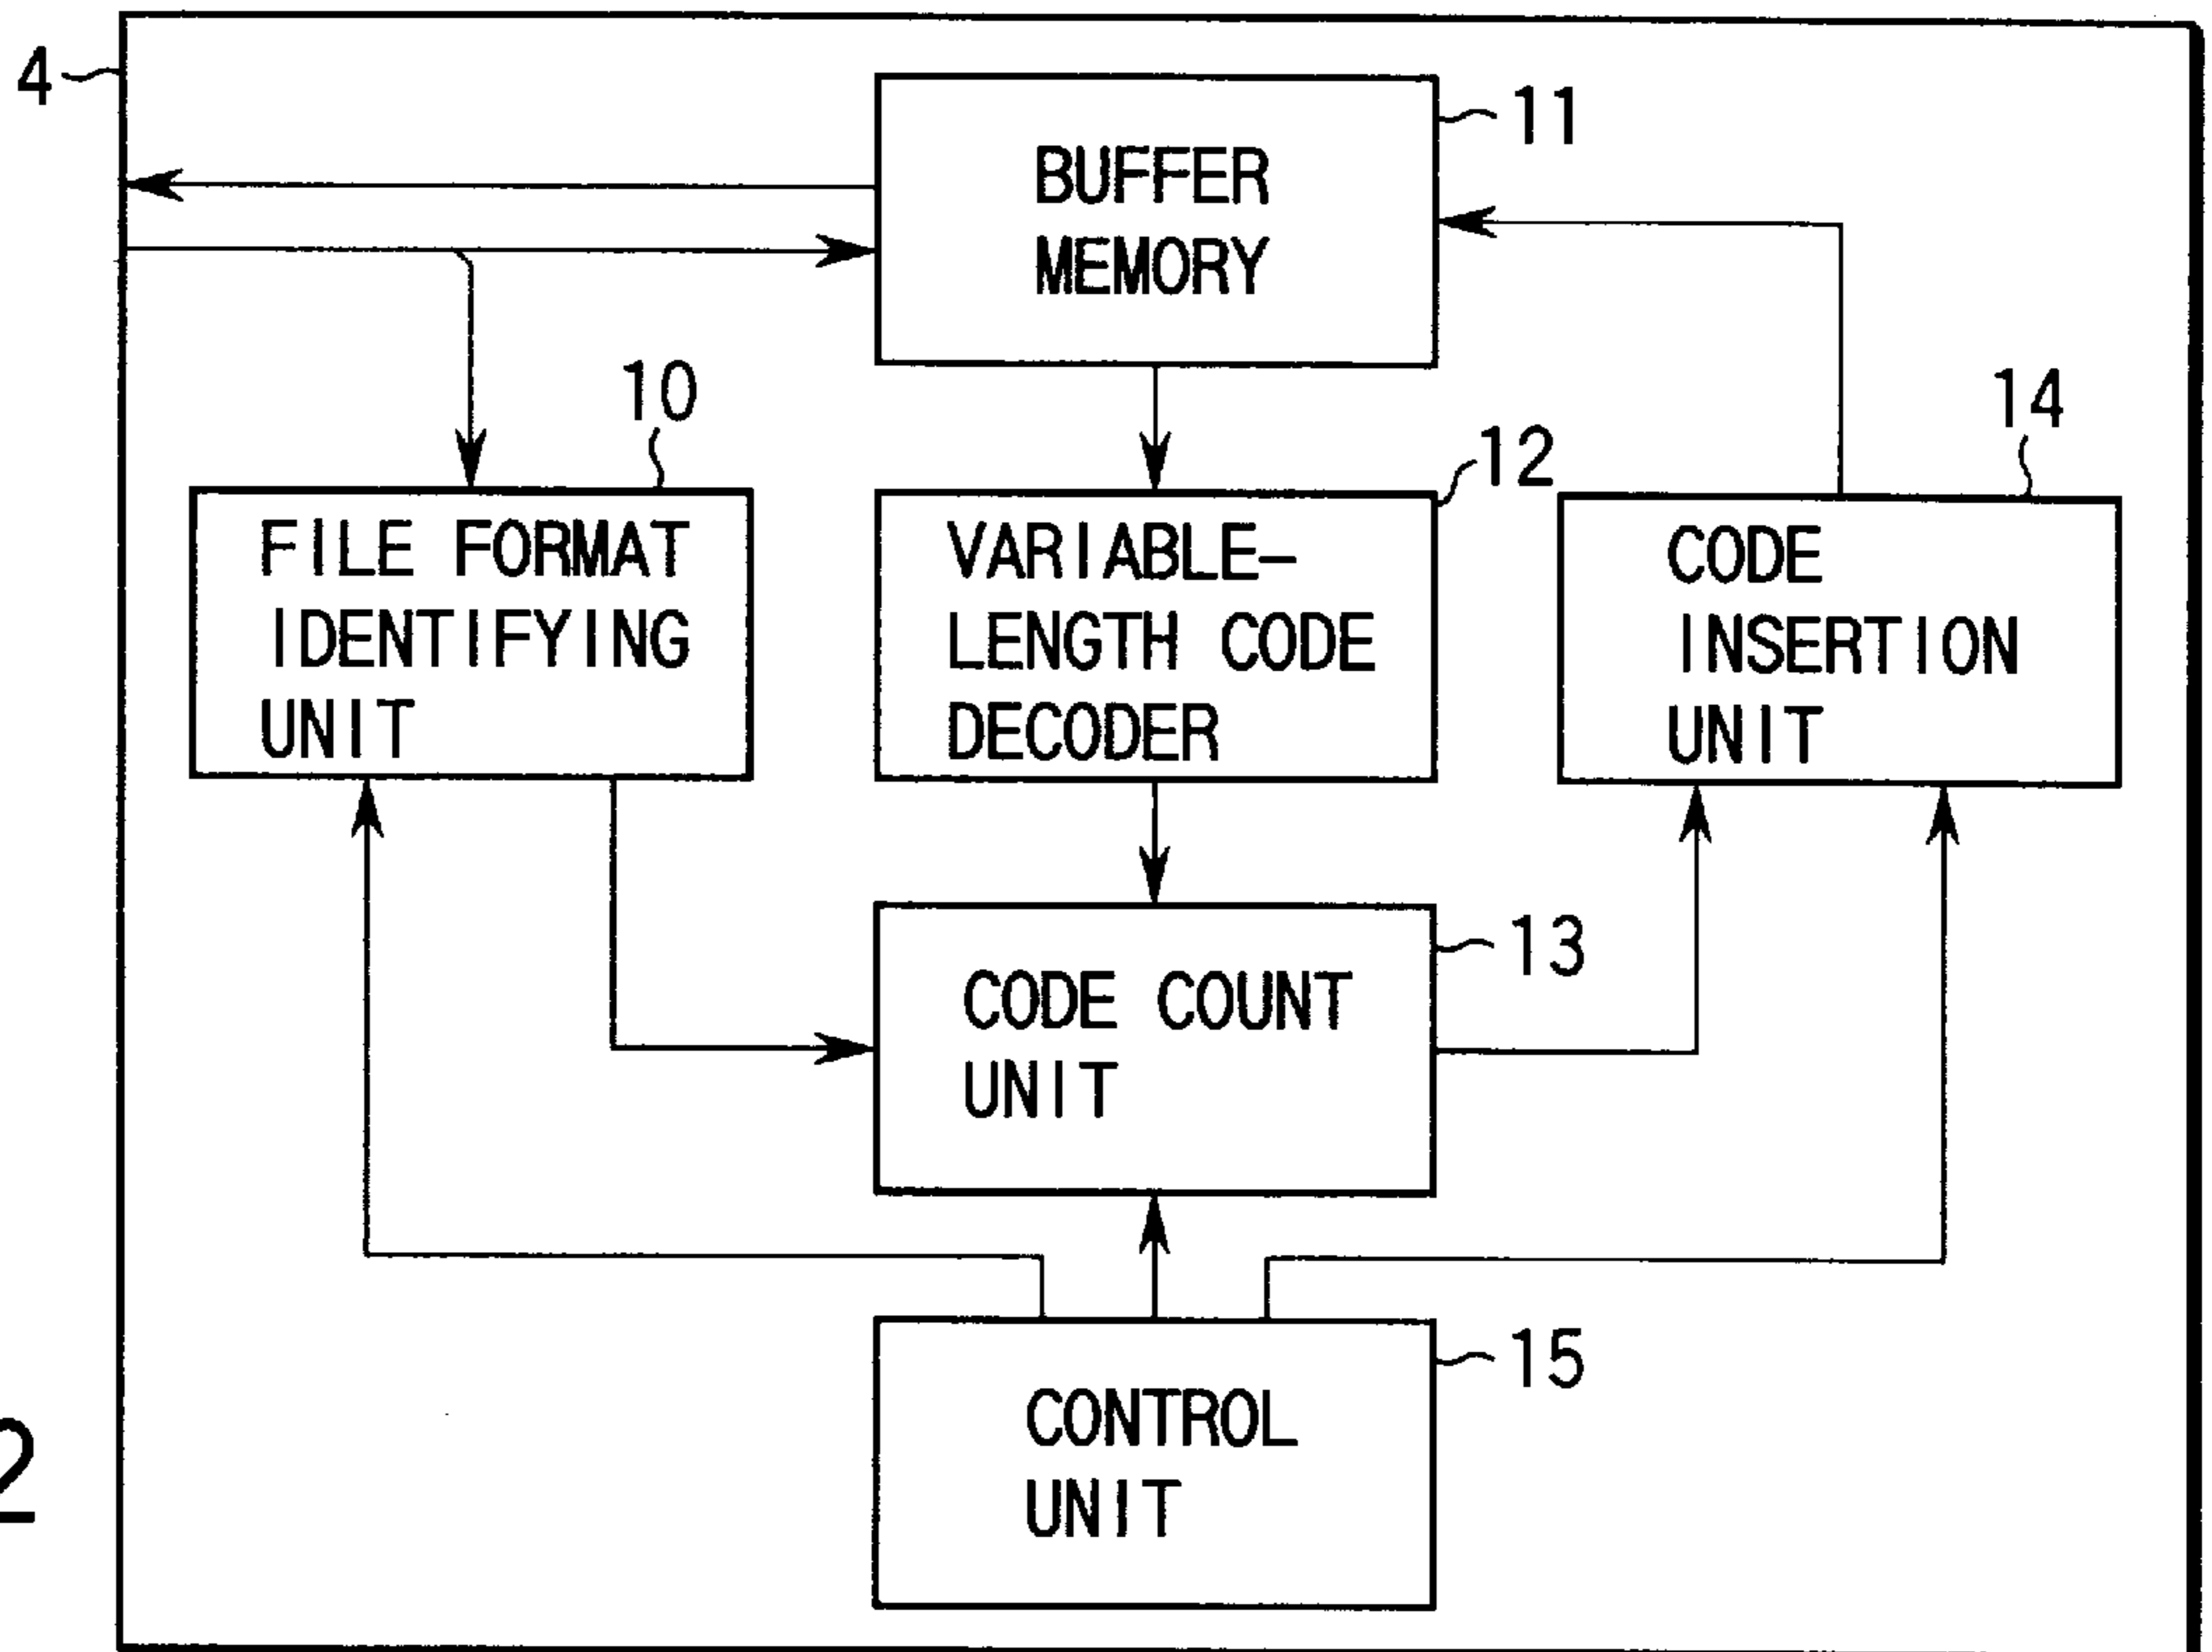 4
11
BUFFER
MEMORY
10
14
12
FILE FORMAT
IDENTIFYING
UNIT
VARIABLE-
LENGTH CODE
DECODER
CODE
INSERTION
UNIT
13
CODE COUNT
UNIT
15
CONTROL
UNIT
2